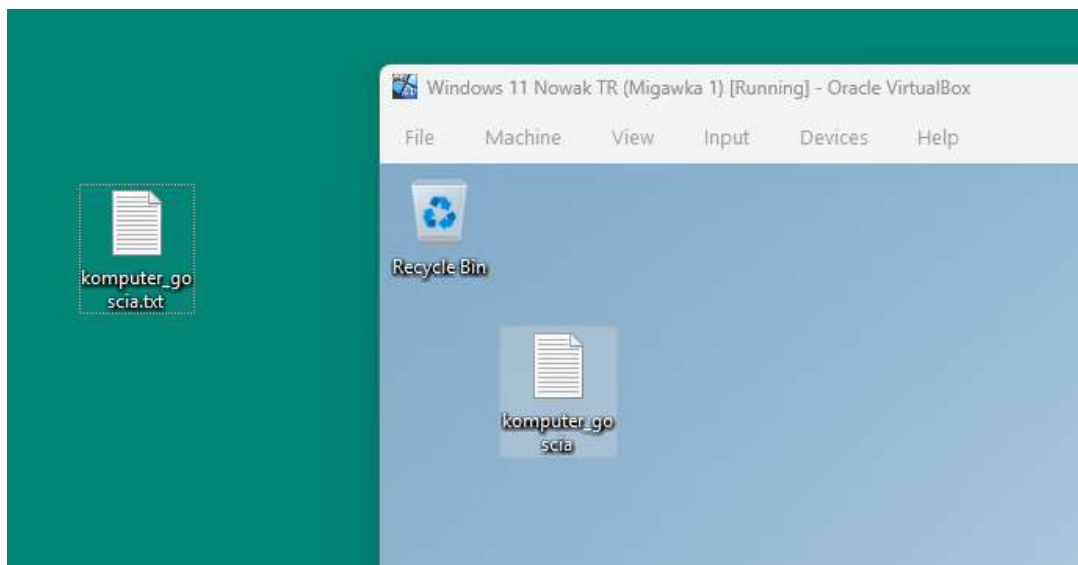 Windows 11 Nowak TR (Migawka 1) [Running] - Oracle VirtualBox
File Machine View Input Devices Help
Recycle Bin
komputer_go
scia.txt
komputer_go
scia